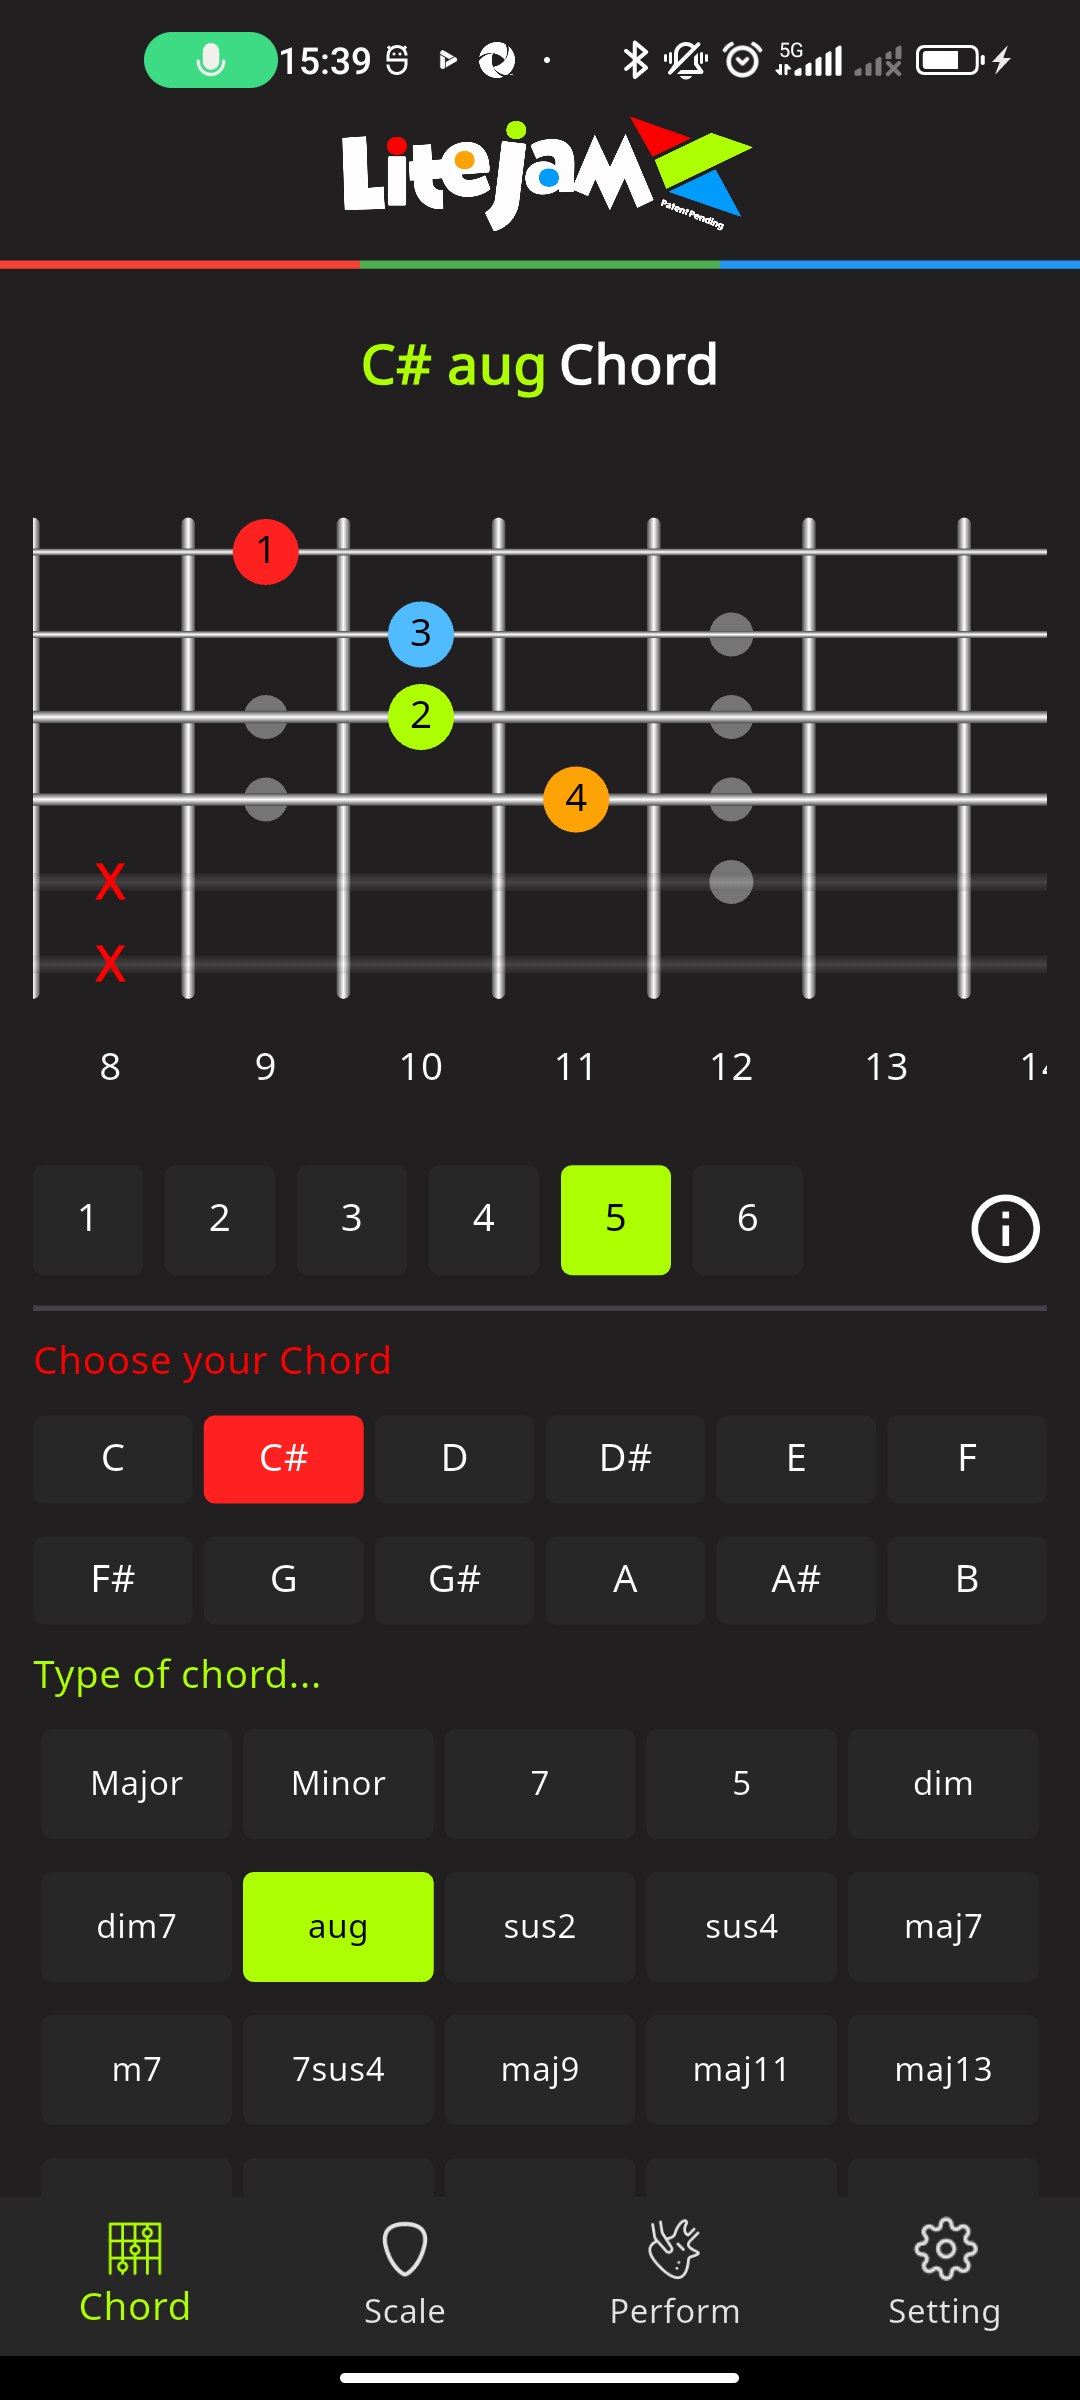 15:39 5G
Litejam
Patent Pending
C# aug Chord
1
3
2
4
X
X
8 9 10 11 12 13 14
1 2 3 4 5 6
Choose your Chord
C C# D D# E F
F# G G# A A# B
Type of chord...
Major Minor 7 5 dim
dim7 aug sus2 sus4 maj7
m7 7sus4 maj9 maj11 maj13
Chord Scale Perform Setting